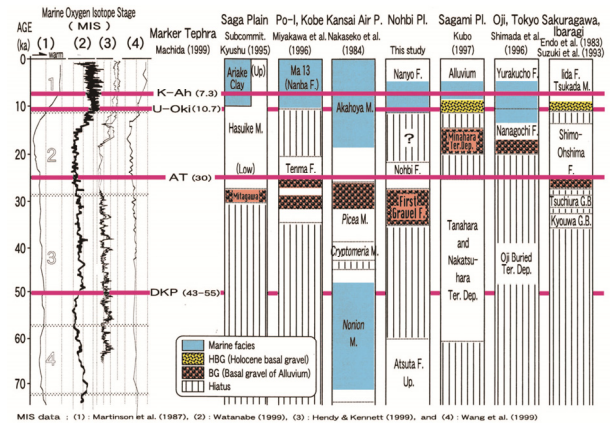 Marine Oxygen Isotope Stage
(MIS)
AGE
(ka)
(1)
(2)
(3)
(4)
warm
Marker Tephra
Machida (1999)
Saga Plain
Subcommit.
Kyushu (1995)
Po-I, Kobe
Miyakawa et al.
(1996)
Kansai Air P.
Nakaseko et al.
(1984)
Nohbi Pl.
This study
Sagami Pl.
Kubo
(1997)
Oji, Tokyo
Shimada et al.
(1996)
Sakuragawa,
Ibaragi
Endo et al. (1983)
Suzuki et al. (1993)
0
10
20
30
40
50
60
70
1
2
3
4
K-Ah (7.3)
U-Oki (10.7)
AT (30)
DKP (43-55)
Ariake
Clay
(Up)
Hasuike M.
(Low)
Mitagawa
Ma 13
(Nanba F.)
Tenma F.
Akahoya M.
Picea M.
Cryptomeria M.
Nonion
M.
Nanyo F.
?
Nohbi F.
First
Gravel F.
Atsuta F.
Up.
Alluvium
Minahara
Ter.Dep.
Tanahara
and
Nakatsu-
hara
Ter. Dep.
Yurakucho F.
Nanagochi F.
Oji Buried
Ter. Dep.
Iida F.
Tsukada M.
Shimo-
Ohshima
F.
Tsuchiura G.B.
Kyouwa G.B.
Marine facies
HBG (Holocene basal gravel)
BG (Basal gravel of Alluvium)
Hiatus
MIS data : (1) : Martinson et al. (1987), (2) : Watanabe (1999), (3) : Hendy & Kennett (1999), and (4) : Wang et al. (1999)